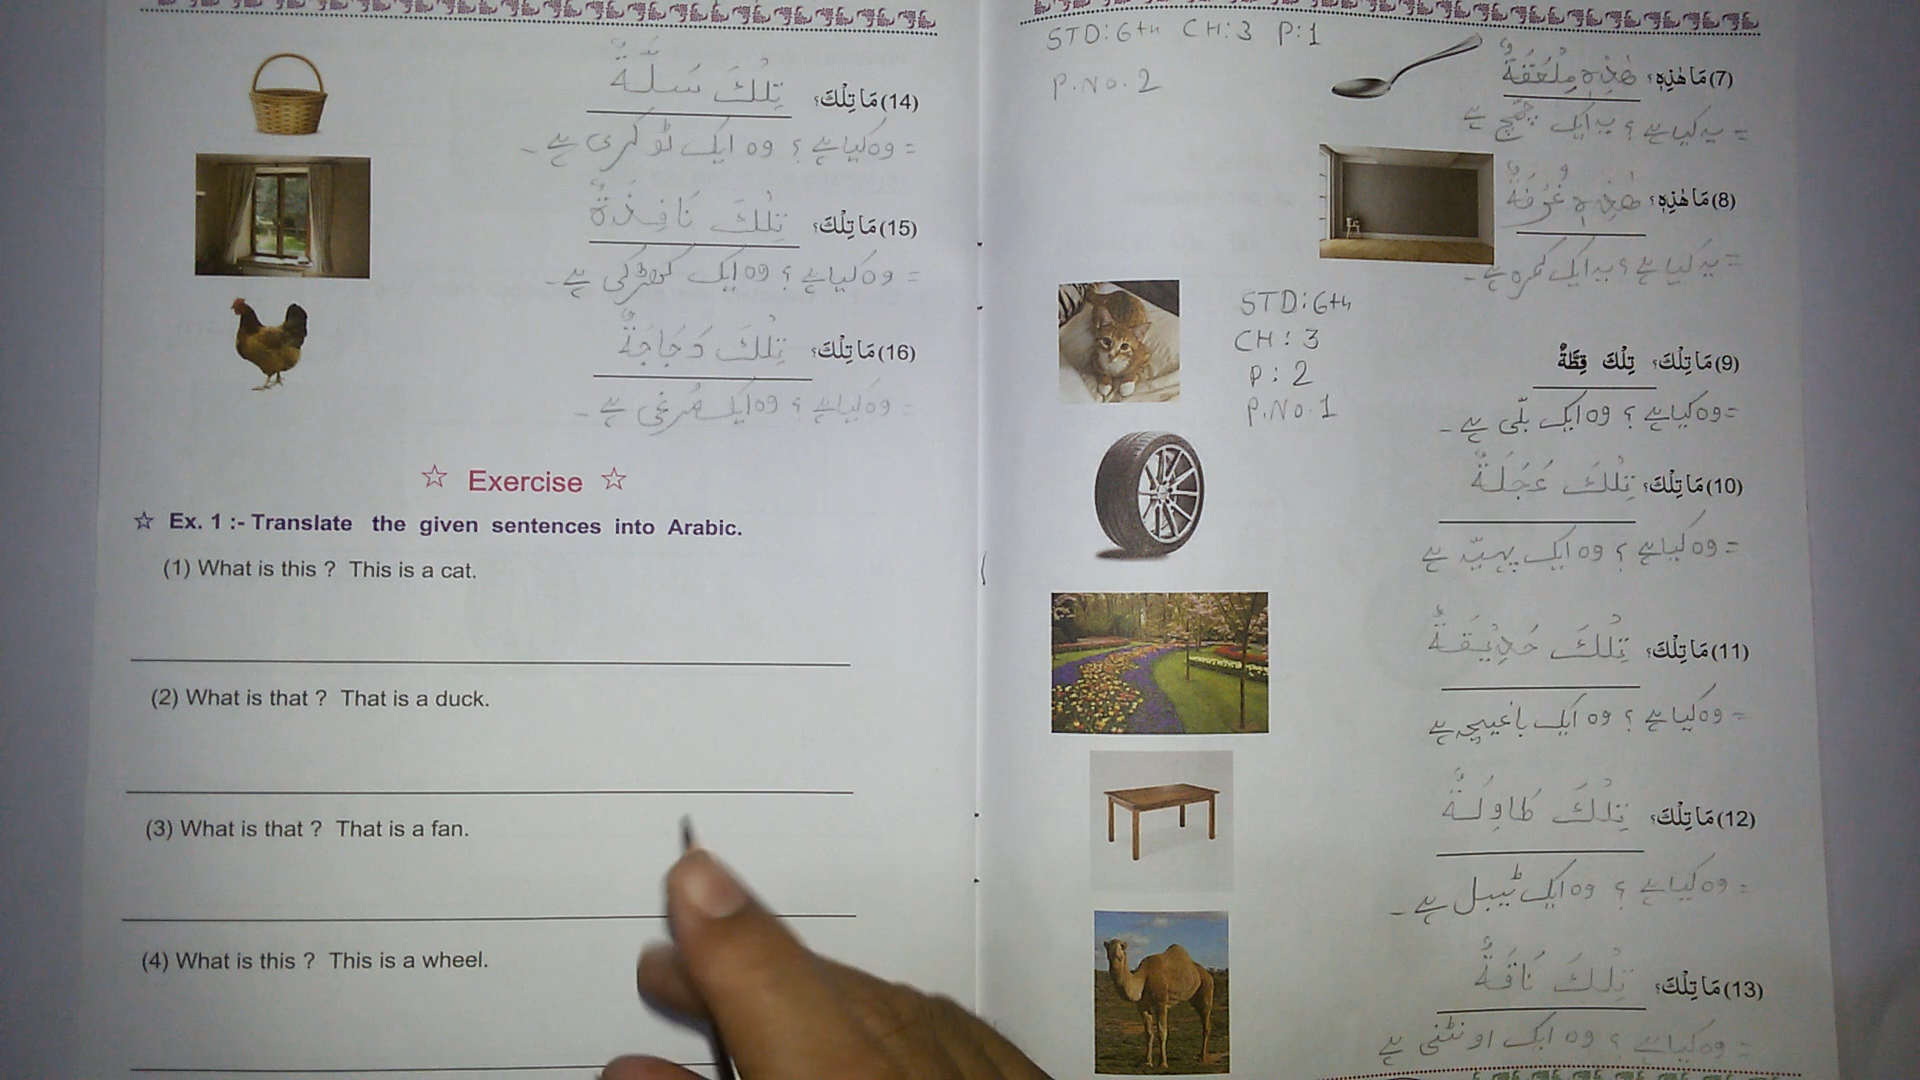 STD: 6th CH: 3 P: 1
P. No. 2
(7) مَا هٰذِهٖ؟ هٰذِهٖ مِلْعَقَةٌ
= یہ کیا ہے ؟ یہ ایک چمّچ ہے
(8) مَا هٰذِهٖ؟ هٰذِهٖ غُرْفَةٌ
= یہ کیا ہے ؟ یہ ایک کمرہ ہے۔
STD: 6th
CH: 3
P: 2
P. No. 1
(9) مَا تِلْكَ؟ تِلْكَ قِطَّةٌ
= وہ کیا ہے ؟ وہ ایک بلّی ہے۔
(10) مَا تِلْكَ؟ تِلْكَ عَجَلَةٌ
= وہ کیا ہے ؟ وہ ایک پہیّہ ہے
(11) مَا تِلْكَ؟ تِلْكَ حَدِيْقَةٌ
= وہ کیا ہے ؟ وہ ایک باغیچہ ہے
(12) مَا تِلْكَ؟ تِلْكَ طَاوِلَةٌ
= وہ کیا ہے ؟ وہ ایک ٹیبل ہے۔
(13) مَا تِلْكَ؟ تِلْكَ نَاقَةٌ
= وہ کیا ہے ؟ وہ ایک اونٹنی ہے
(14) مَا تِلْكَ؟ تِلْكَ سَلَّةٌ
= وہ کیا ہے ؟ وہ ایک ٹوکری ہے۔
(15) مَا تِلْكَ؟ تِلْكَ نَافِذَةٌ
= وہ کیا ہے ؟ وہ ایک کھڑکی ہے۔
(16) مَا تِلْكَ؟ تِلْكَ دَجَاجَةٌ
= وہ کیا ہے ؟ وہ ایک مرغی ہے۔
☆ Exercise ☆
☆ Ex. 1 :- Translate the given sentences into Arabic.
(1) What is this ? This is a cat.
(2) What is that ? That is a duck.
(3) What is that ? That is a fan.
(4) What is this ? This is a wheel.